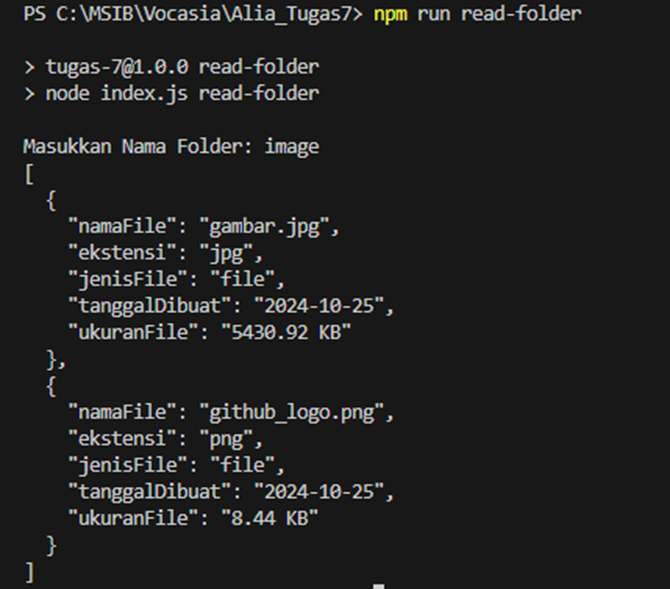 PS C:\MSIB\Vocasia\Alia_Tugas7> npm run read-folder
> tugas-7@1.0.0 read-folder
> node index.js read-folder
Masukkan Nama Folder: image
[
  {
    "namaFile": "gambar.jpg",
    "ekstensi": "jpg",
    "jenisFile": "file",
    "tanggalDibuat": "2024-10-25",
    "ukuranFile": "5430.92 KB"
  },
  {
    "namaFile": "github_logo.png",
    "ekstensi": "png",
    "jenisFile": "file",
    "tanggalDibuat": "2024-10-25",
    "ukuranFile": "8.44 KB"
  }
]